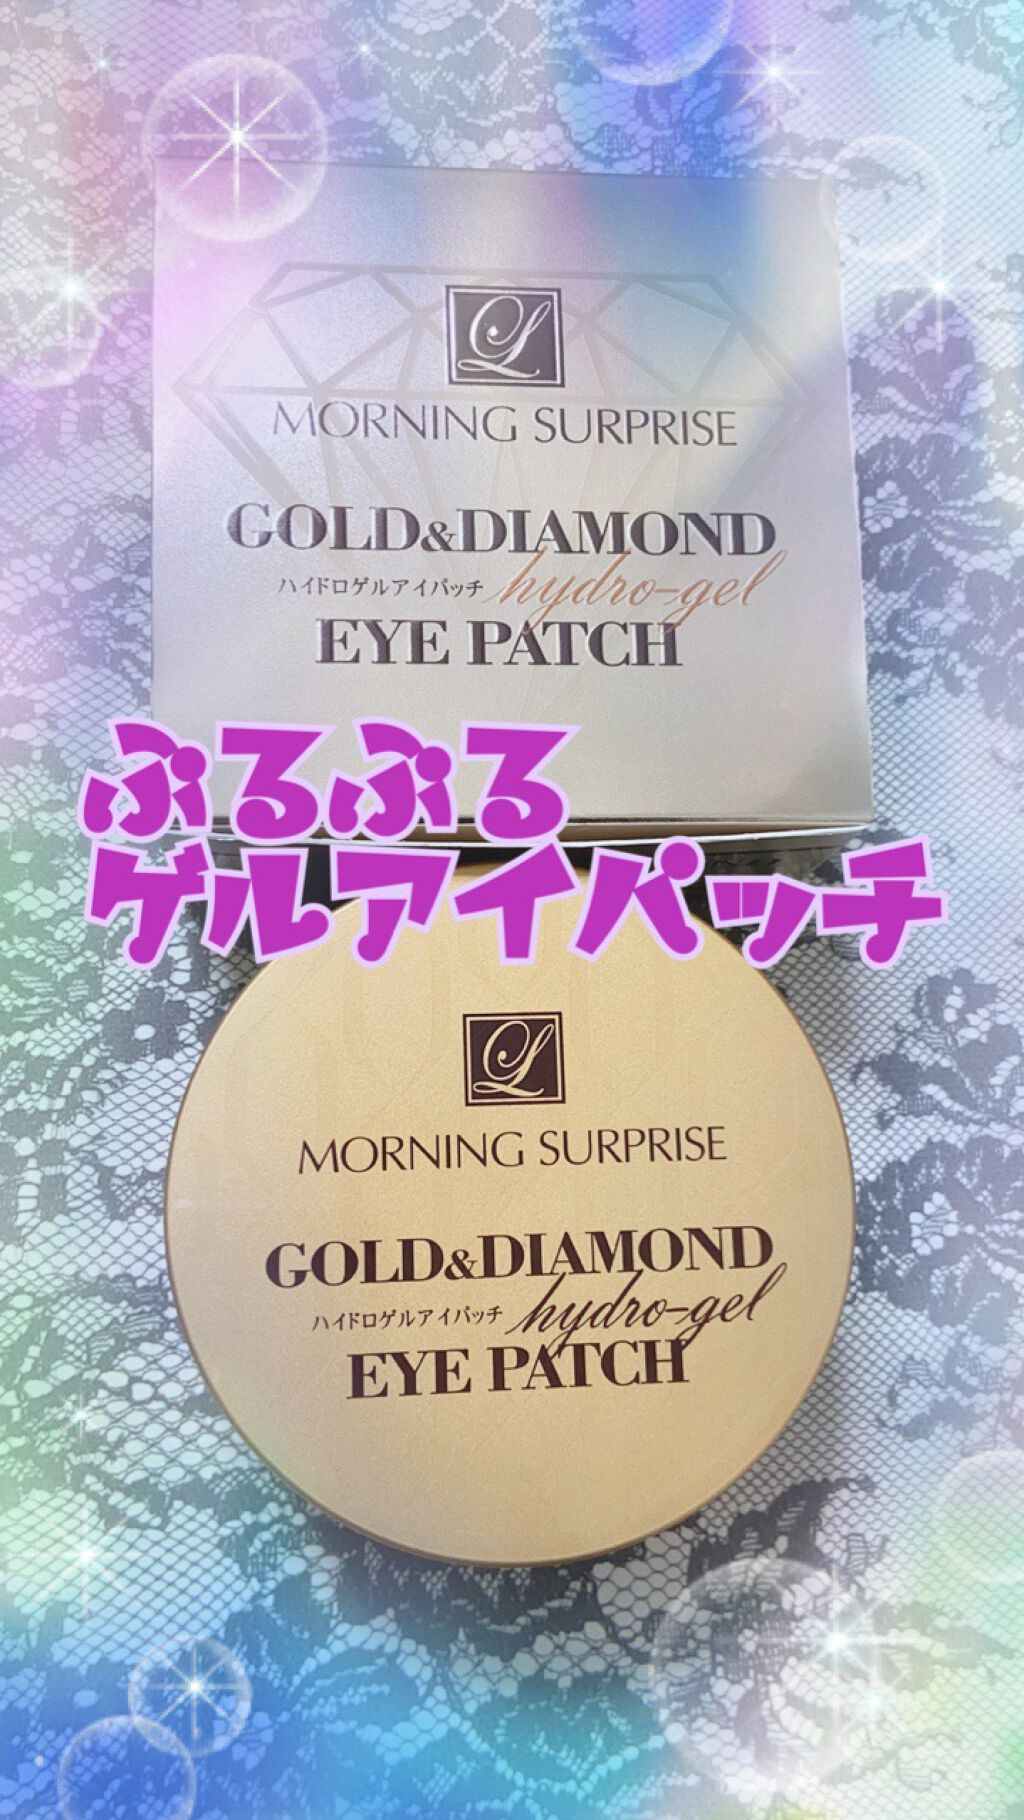 L
MORNING SURPRISE
GOLD&DIAMOND
ハイドロゲルアイパッチ hydro-gel
EYE PATCH
ぷるぷる
ゲルアイパッチ
L
MORNING SURPRISE
GOLD&DIAMOND
ハイドロゲルアイパッチ hydro-gel
EYE PATCH